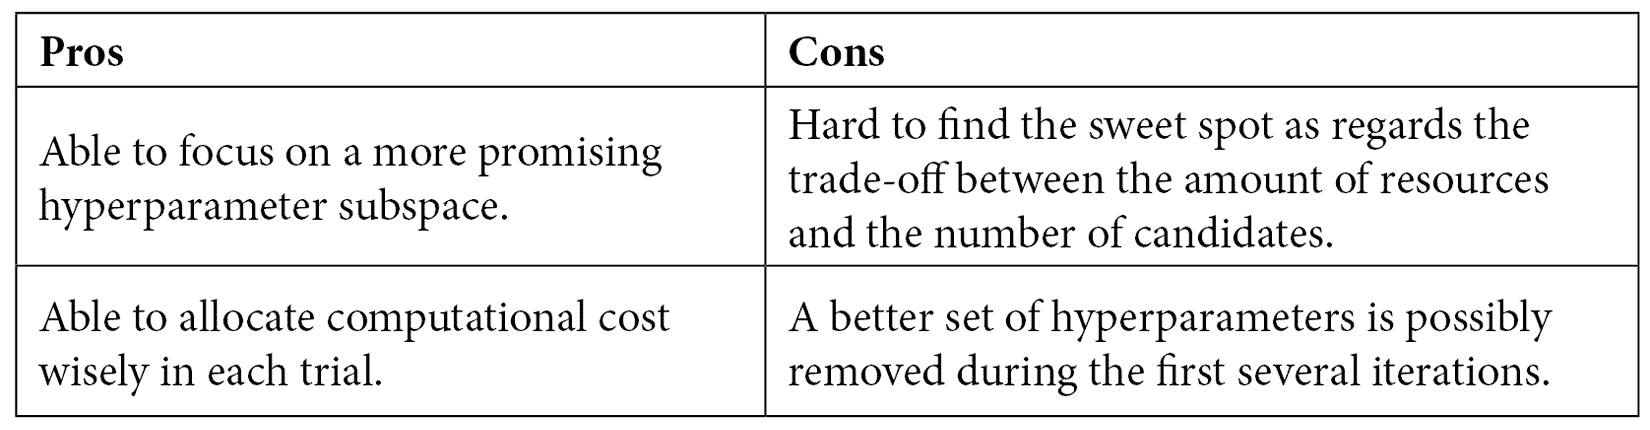 Pros
Cons
Able to focus on a more promising
hyperparameter subspace.
Hard to find the sweet spot as regards the
trade-off between the amount of resources
and the number of candidates.
Able to allocate computational cost
wisely in each trial.
A better set of hyperparameters is possibly
removed during the first several iterations.